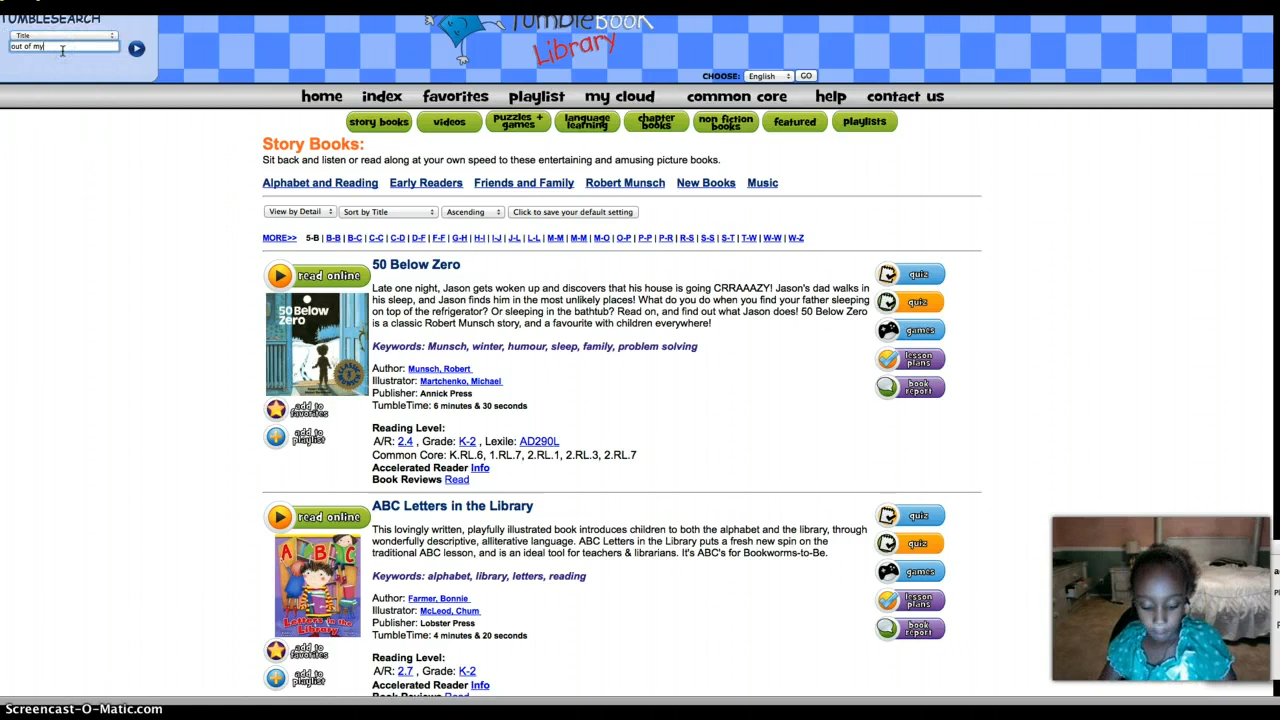 TUMBLESEARCH
Title
out of my
TumbleBook
Library
CHOOSE: English GO
home index favorites playlist my cloud common core help contact us
story books videos puzzles + games language learning chapter books non fiction books featured playlists
Story Books:
Sit back and listen or read along at your own speed to these entertaining and amusing picture books.
Alphabet and Reading Early Readers Friends and Family Robert Munsch New Books Music
View by Detail Sort by Title Ascending Click to save your default setting
MORE>> 5-B | B-B | B-C | C-C | C-D | D-F | F-F | G-H | H-I | I-J | J-L | L-L | M-M | M-M | M-O | O-P | P-P | P-R | R-S | S-S | S-T | T-W | W-W | W-Z
read online
50 Below Zero
Late one night, Jason gets woken up and discovers that his house is going CRRAAAZY! Jason's dad walks in
his sleep, and Jason finds him in the most unlikely places! What do you do when you find your father sleeping
on top of the refrigerator? Or sleeping in the bathtub? Read on, and find out what Jason does! 50 Below Zero
is a classic Robert Munsch story, and a favourite with children everywhere!
Keywords: Munsch, winter, humour, sleep, family, problem solving
Author: Munsch, Robert
Illustrator: Martchenko, Michael
Publisher: Annick Press
TumbleTime: 6 minutes & 30 seconds
Reading Level:
A/R: 2.4 , Grade: K-2 , Lexile: AD290L
Common Core: K.RL.6, 1.RL.7, 2.RL.1, 2.RL.3, 2.RL.7
Accelerated Reader Info
Book Reviews Read
50 Below
Zero
add to
favorites
add to
playlist
quiz
quiz
games
lesson
plans
book
report
read online
ABC Letters in the Library
This lovingly written, playfully illustrated book introduces children to both the alphabet and the library, through
wonderfully descriptive, alliterative language. ABC Letters in the Library puts a fresh new spin on the
traditional ABC lesson, and is an ideal tool for teachers & librarians. It's ABC's for Bookworms-to-Be.
Keywords: alphabet, library, letters, reading
Author: Farmer, Bonnie
Illustrator: McLeod, Chum
Publisher: Lobster Press
TumbleTime: 4 minutes & 20 seconds
Reading Level:
A/R: 2.7 , Grade: K-2
Accelerated Reader Info
Book Reviews Read
A B C
Letters in the
Library
add to
favorites
add to
playlist
quiz
quiz
games
lesson
plans
book
report
Screencast-O-Matic.com